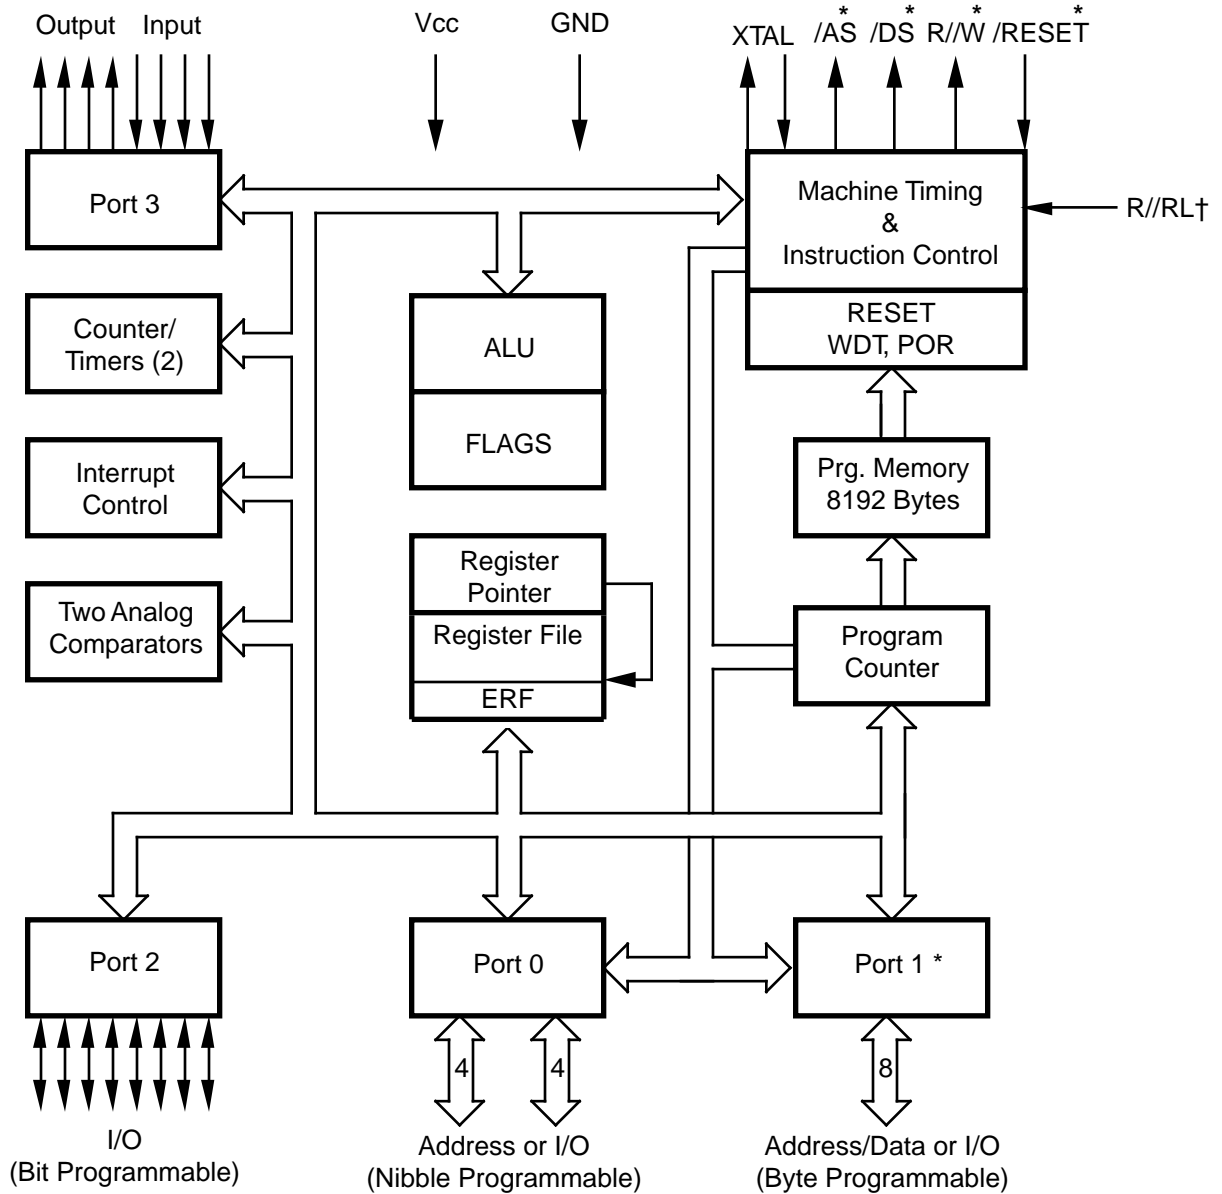 Output Input
Vcc
GND
XTAL
/AS* /DS* R//W* /RESET*
Port 3
Machine Timing
&
Instruction Control
R//RL†
RESET
WDT, POR
Counter/
Timers (2)
ALU
FLAGS
Interrupt
Control
Prg. Memory
8192 Bytes
Register
Pointer
Register File
ERF
Two Analog
Comparators
Program
Counter
Port 2
Port 0
Port 1 *
4
4
8
I/O
(Bit Programmable)
Address or I/O
(Nibble Programmable)
Address/Data or I/O
(Byte Programmable)